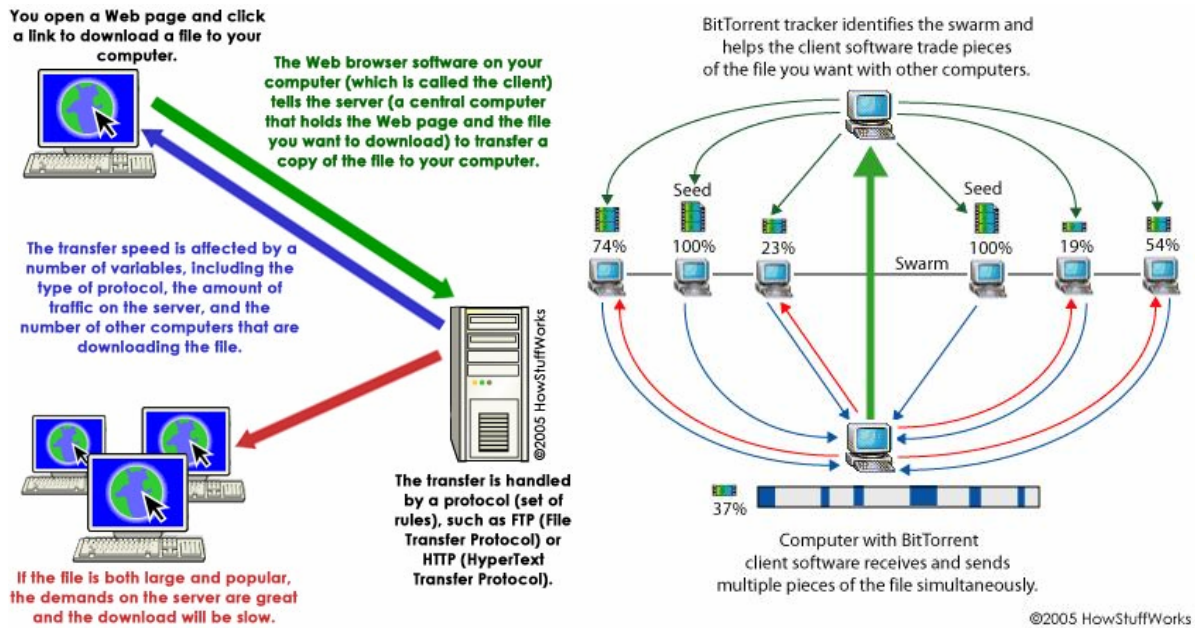 You open a Web page and click
a link to download a file to your
computer.
The Web browser software on your
computer (which is called the client)
tells the server (a central computer
that holds the Web page and the file
you want to download) to transfer a
copy of the file to your computer.
The transfer speed is affected by a
number of variables, including the
type of protocol, the amount of
traffic on the server, and the
number of other computers that are
downloading the file.
©2005 HowStuffWorks
The transfer is handled
by a protocol (set of
rules), such as FTP (File
Transfer Protocol) or
HTTP (HyperText
Transfer Protocol).
If the file is both large and popular,
the demands on the server are great
and the download will be slow.
BitTorrent tracker identifies the swarm and
helps the client software trade pieces
of the file you want with other computers.
Seed
Seed
74%
100%
23%
100%
19%
54%
Swarm
37%
Computer with BitTorrent
client software receives and sends
multiple pieces of the file simultaneously.
©2005 HowStuffWorks